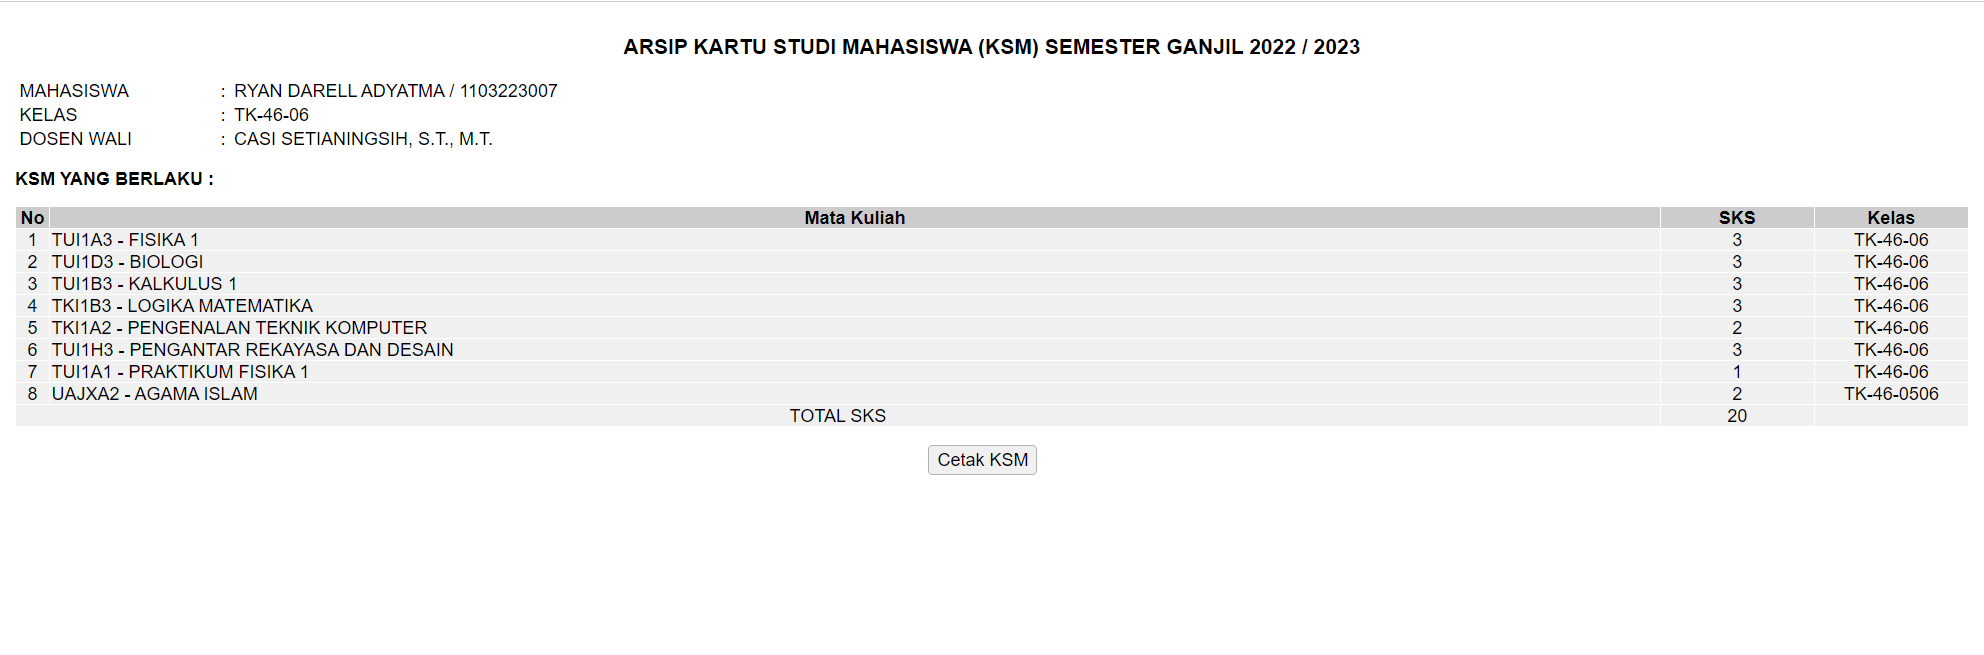 ARSIP KARTU STUDI MAHASISWA (KSM) SEMESTER GANJIL 2022 / 2023
MAHASISWA : RYAN DARELL ADYATMA / 1103223007
KELAS : TK-46-06
DOSEN WALI : CASI SETIANINGSIH, S.T., M.T.
KSM YANG BERLAKU :
No Mata Kuliah SKS Kelas
1 TUI1A3 - FISIKA 1 3 TK-46-06
2 TUI1D3 - BIOLOGI 3 TK-46-06
3 TUI1B3 - KALKULUS 1 3 TK-46-06
4 TKI1B3 - LOGIKA MATEMATIKA 3 TK-46-06
5 TKI1A2 - PENGENALAN TEKNIK KOMPUTER 2 TK-46-06
6 TUI1H3 - PENGANTAR REKAYASA DAN DESAIN 3 TK-46-06
7 TUI1A1 - PRAKTIKUM FISIKA 1 1 TK-46-06
8 UAJXA2 - AGAMA ISLAM 2 TK-46-0506
TOTAL SKS 20
Cetak KSM